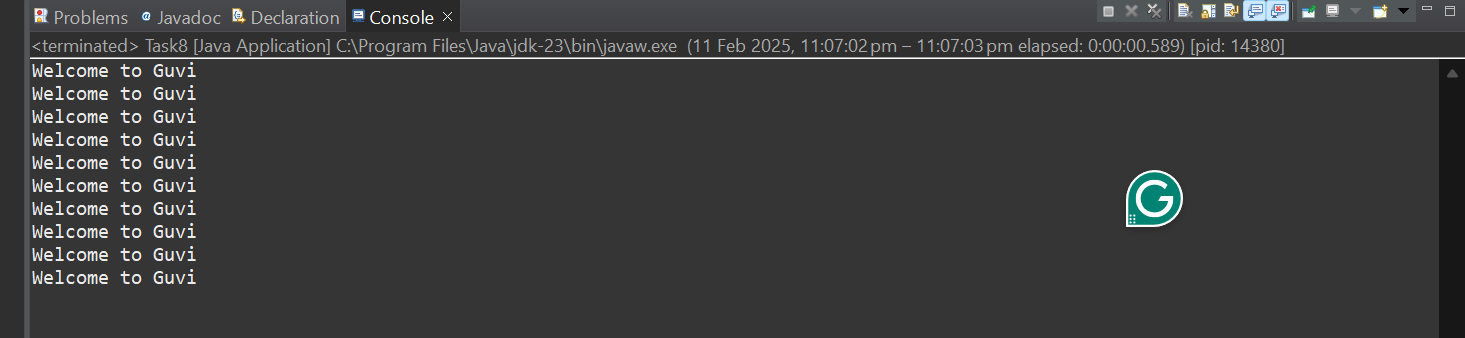 Problems @ Javadoc Declaration Console
<terminated> Task8 [Java Application] C:\Program Files\Java\jdk-23\bin\javaw.exe (11 Feb 2025, 11:07:02 pm – 11:07:03 pm elapsed: 0:00:00.589) [pid: 14380]
Welcome to Guvi
Welcome to Guvi
Welcome to Guvi
Welcome to Guvi
Welcome to Guvi
Welcome to Guvi
Welcome to Guvi
Welcome to Guvi
Welcome to Guvi
Welcome to Guvi
G